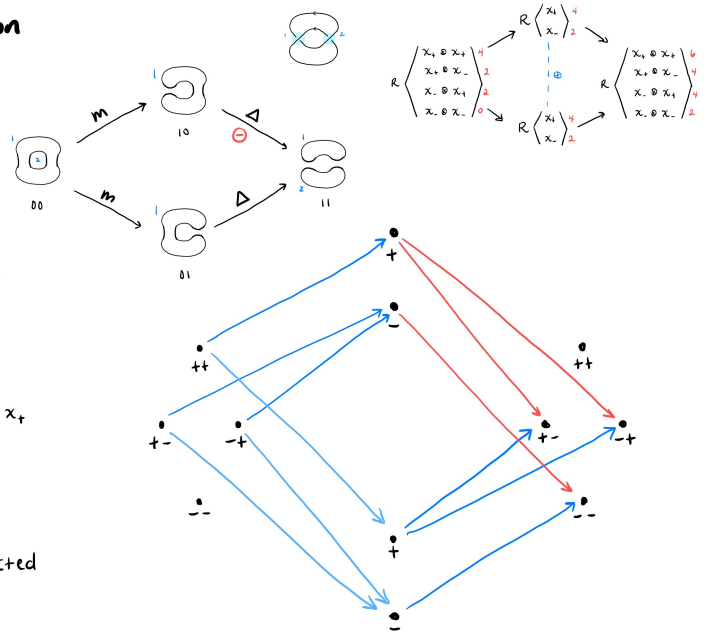 on
1 2
m
1
10
Δ
⊖
1 2
00
m
1
01
Δ
1
2
11
R ⟨ x₊ ⊗ x₊ 4
x₊ ⊗ x₋ 2
x₋ ⊗ x₊ 2
x₋ ⊗ x₋ 0 ⟩
R ⟨ x₊ 4
x₋ 2 ⟩
⊕
R ⟨ x₊ 4
x₋ 2 ⟩
R ⟨ x₊ ⊗ x₊ 6
x₊ ⊗ x₋ 4
x₋ ⊗ x₊ 4
x₋ ⊗ x₋ 2 ⟩
+
−
++
++
x₊
+−
−+
+−
−+
−−
−−
+
cted
−